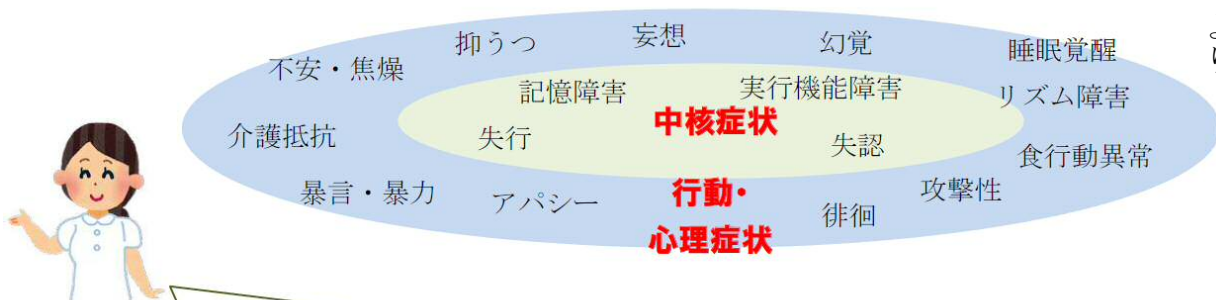 抑うつ
妄想
幻覚
睡眠覚醒
リズム障害
不安・焦燥
記憶障害
実行機能障害
中核症状
介護抵抗
失行
失認
食行動異常
暴言・暴力
アパシー
行動・
心理症状
徘徊
攻撃性